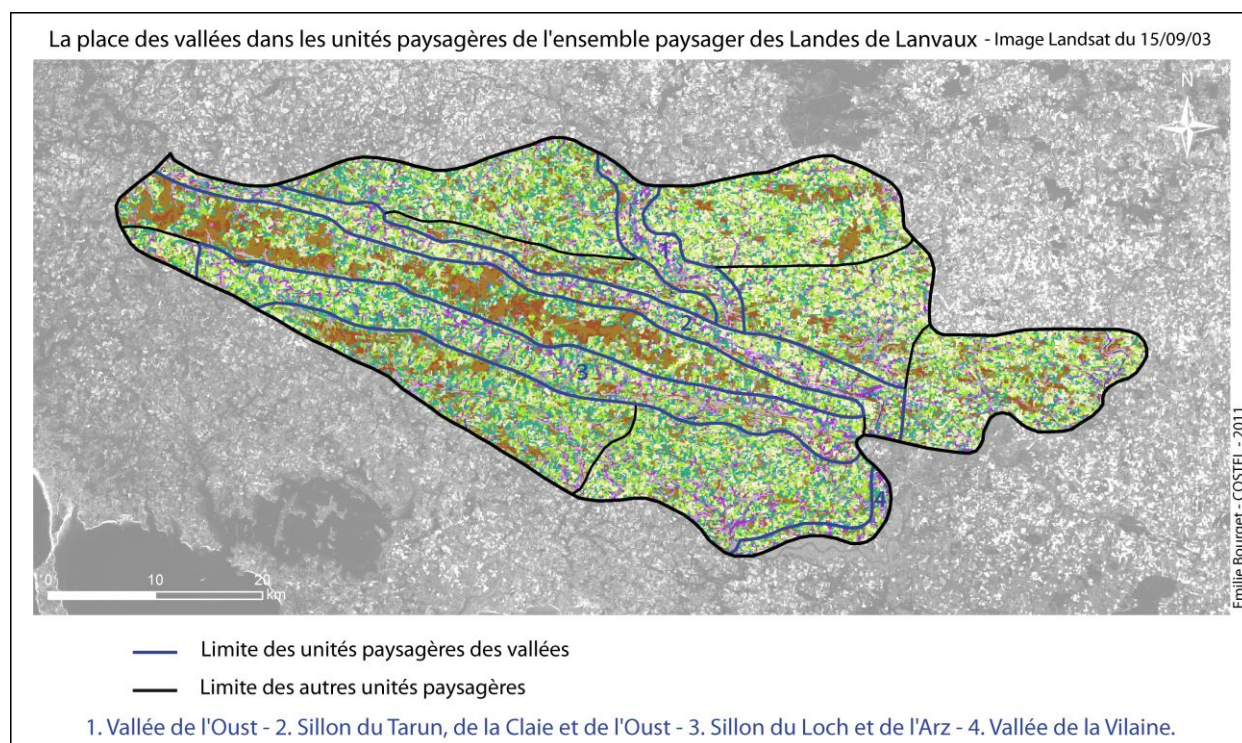 La place des vallées dans les unités paysagères de l'ensemble paysager des Landes de Lanvaux - Image Landsat du 15/09/03
N
1
2
3
4
0 10 20
km
Emilie Bourget - COSTEL - 2011
Limite des unités paysagères des vallées
Limite des autres unités paysagères
1. Vallée de l'Oust - 2. Sillon du Tarun, de la Claie et de l'Oust - 3. Sillon du Loch et de l'Arz - 4. Vallée de la Vilaine.